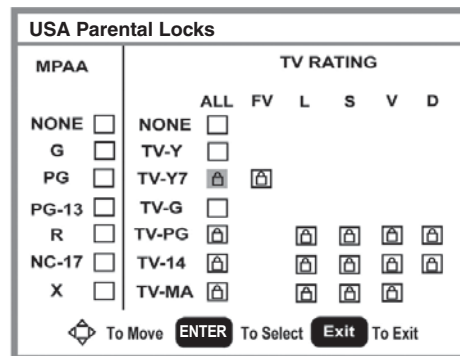 USA Parental Locks
MPAA TV RATING
ALL FV L S V D
NONE NONE
G TV-Y
PG TV-Y7
PG-13 TV-G
R TV-PG
NC-17 TV-14
X TV-MA
To Move ENTER To Select Exit To Exit